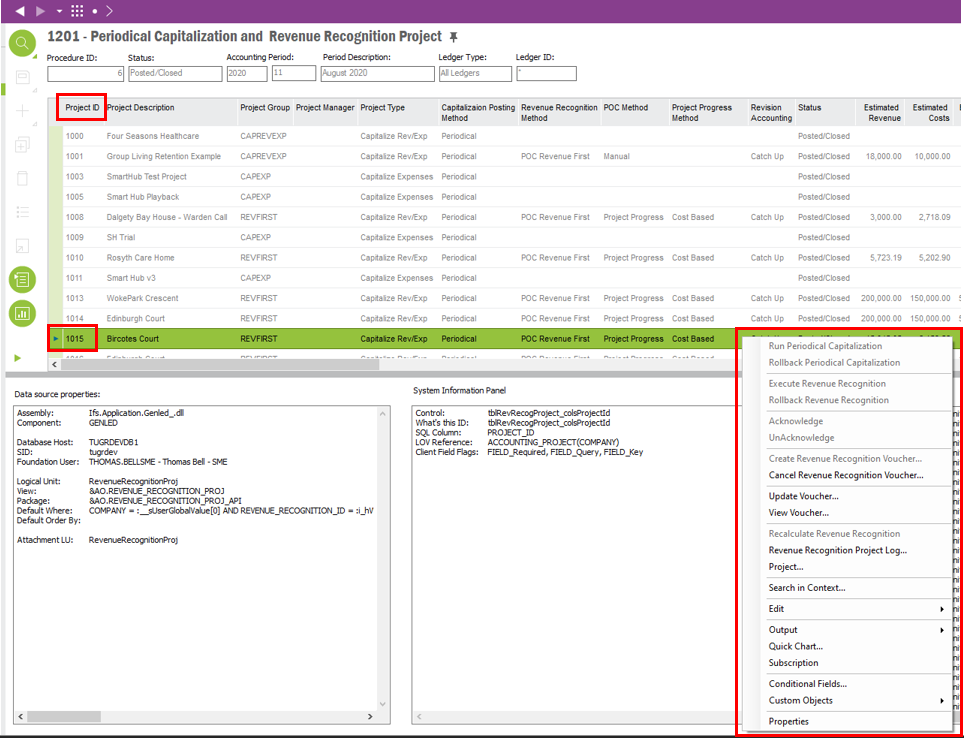 1201 - Periodical Capitalization and Revenue Recognition Project
Procedure ID: Status: Accounting Period: Period Description: Ledger Type: Ledger ID:
6 Posted/Closed 2020 11 August 2020 All Ledgers *
Project ID Project Description Project Group Project Manager Project Type Capitalizaion Posting Method Revenue Recognition Method POC Method Project Progress Method Revision Accounting Status Estimated Revenue Estimated Costs
1000 Four Seasons Healthcare CAPREVEXP Capitalize Rev/Exp Periodical Posted/Closed
1001 Group Living Retention Example CAPREVEXP Capitalize Rev/Exp Periodical POC Revenue First Manual Catch Up Posted/Closed 18,000.00 10,000.00
1003 SmartHub Test Project CAPEXP Capitalize Expenses Periodical Posted/Closed
1005 Smart Hub Playback CAPEXP Capitalize Expenses Periodical Posted/Closed
1008 Dalgety Bay House - Warden Call REVFIRST Capitalize Rev/Exp Periodical POC Revenue First Project Progress Cost Based Catch Up Posted/Closed 3,000.00 2,718.09
1009 SH Trial CAPEXP Capitalize Expenses Periodical Posted/Closed
1010 Rosyth Care Home REVFIRST Capitalize Rev/Exp Periodical POC Revenue First Project Progress Cost Based Catch Up Posted/Closed 5,723.19 5,202.90
1011 Smart Hub v3 CAPEXP Capitalize Expenses Periodical Posted/Closed
1013 WokePark Crescent REVFIRST Capitalize Rev/Exp Periodical POC Revenue First Project Progress Cost Based Catch Up Posted/Closed 200,000.00 150,000.00
1014 Edinburgh Court REVFIRST Capitalize Rev/Exp Periodical POC Revenue First Project Progress Cost Based Catch Up Posted/Closed 200,000.00 150,000.00
1015 Bircotes Court REVFIRST Capitalize Rev/Exp Periodical POC Revenue First Project Progress Cost Based
Data source properties:
Assembly: Ifs.Application.Genled_.dll
Component: GENLED
Database Host: TUGRDEVDB1
SID: tugrdev
Foundation User: THOMAS.BELLSME - Thomas Bell - SME
Logical Unit: RevenueRecognitionProj
View: &AO.REVENUE_RECOGNITION_PROJ
Package: &AO.REVENUE_RECOGNITION_PROJ_API
Default Where: COMPANY = :__sUserGlobalValue[0] AND REVENUE_RECOGNITION_ID = :i_hV
Default Order By:
Attachment LU: RevenueRecognitionProj
System Information Panel
Control: tblRevRecogProject_colsProjectId
What's this ID: tblRevRecogProject_colsProjectId
SQL Column: PROJECT_ID
LOV Reference: ACCOUNTING_PROJECT(COMPANY)
Client Field Flags: FIELD_Required, FIELD_Query, FIELD_Key
Run Periodical Capitalization
Rollback Periodical Capitalization
Execute Revenue Recognition
Rollback Revenue Recognition
Acknowledge
UnAcknowledge
Create Revenue Recognition Voucher...
Cancel Revenue Recognition Voucher...
Update Voucher...
View Voucher...
Recalculate Revenue Recognition
Revenue Recognition Project Log...
Project...
Search in Context...
Edit
Output
Quick Chart...
Subscription
Conditional Fields...
Custom Objects
Properties